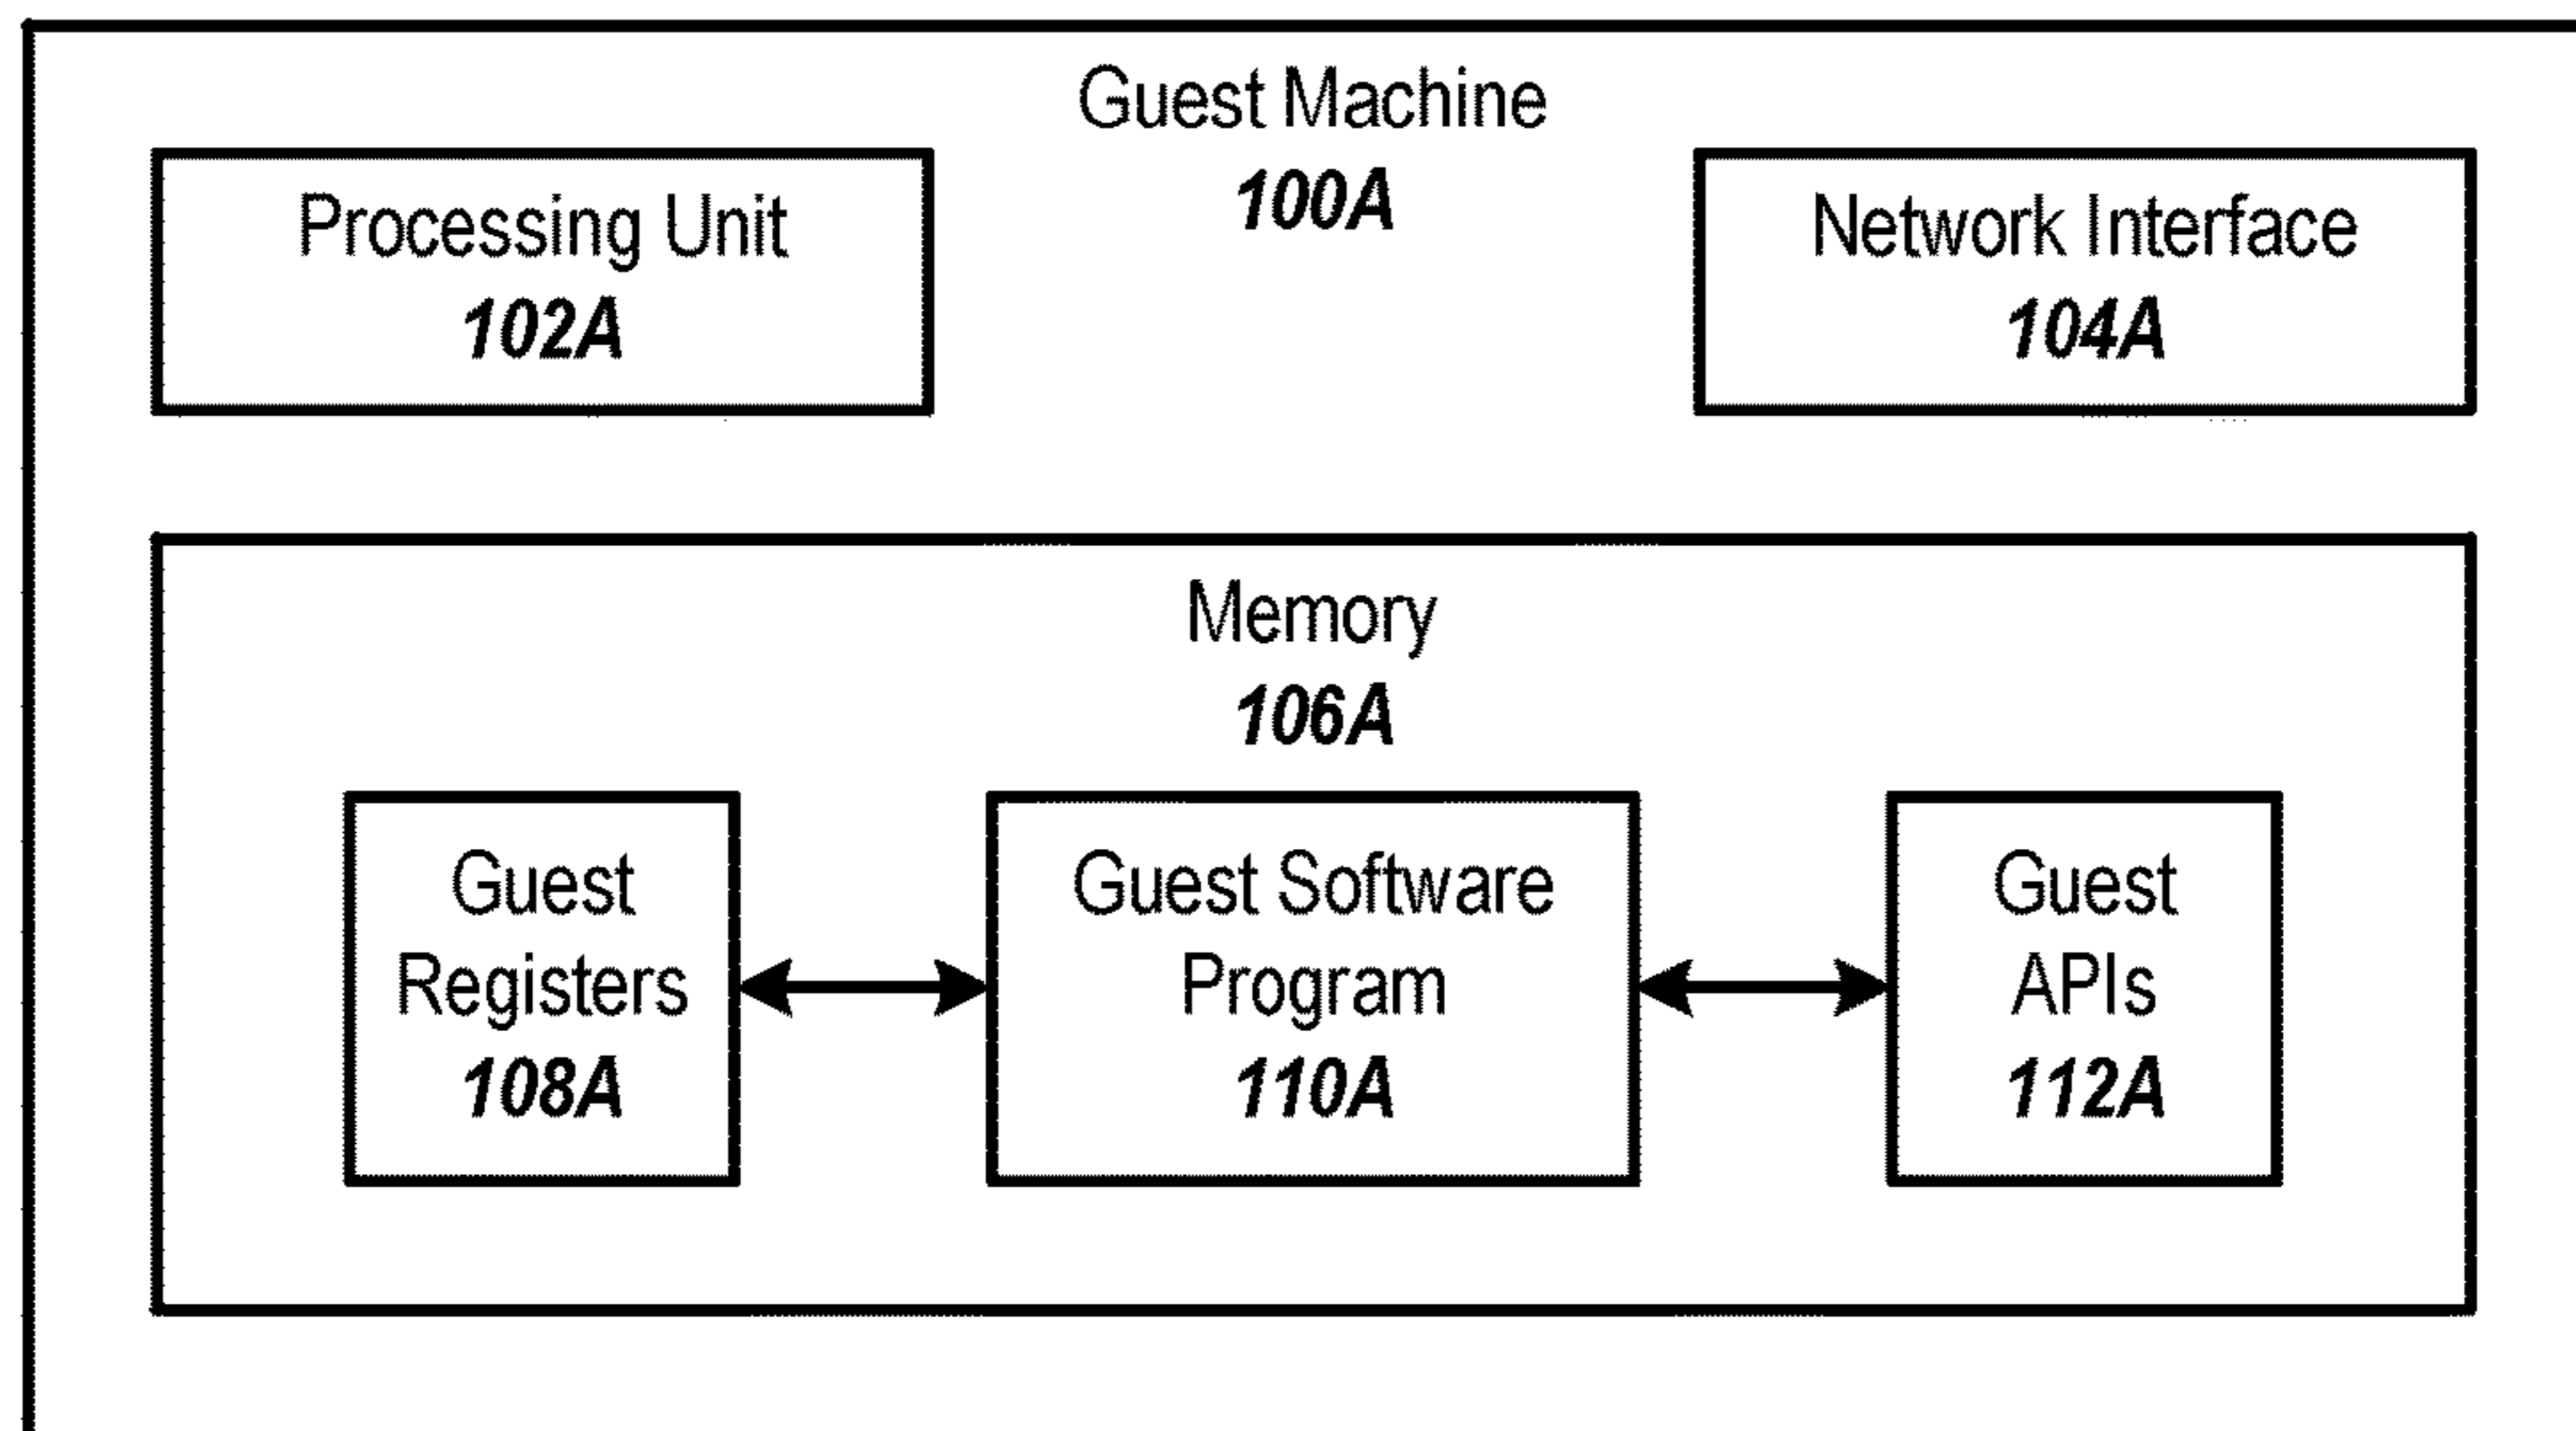 Guest Machine
100A
Processing Unit
102A
Network Interface
104A
Memory
106A
Guest
Registers
108A
Guest Software
Program
110A
Guest
APIs
112A